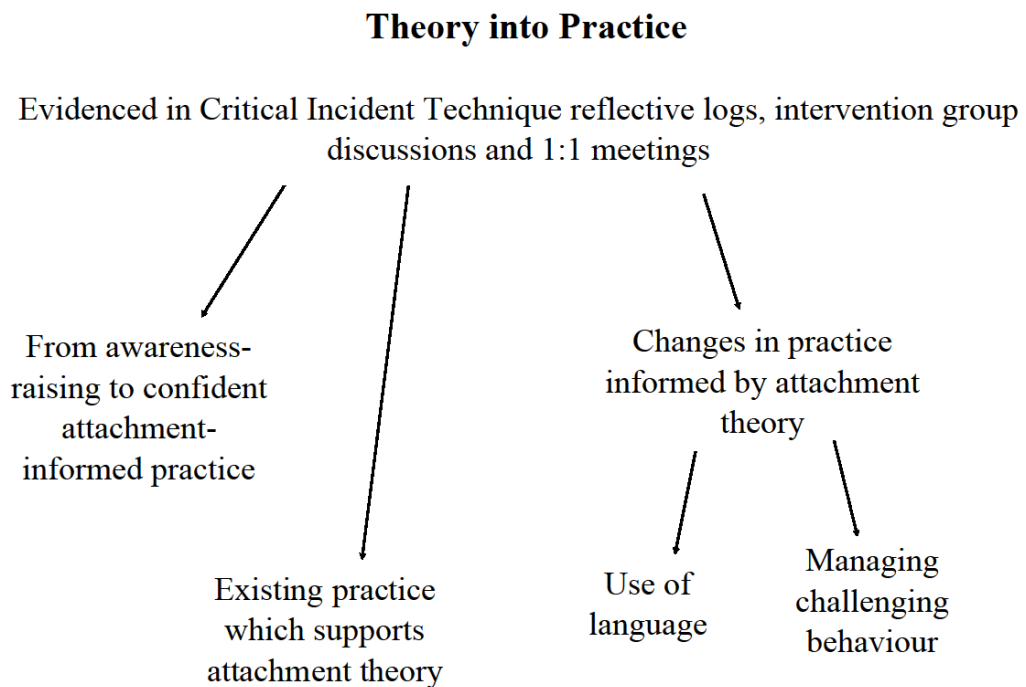 Theory into Practice
Evidenced in Critical Incident Technique reflective logs, intervention group
discussions and 1:1 meetings
From awareness-
raising to confident
attachment-
informed practice
Existing practice
which supports
attachment theory
Changes in practice
informed by attachment
theory
Use of
language
Managing
challenging
behaviour